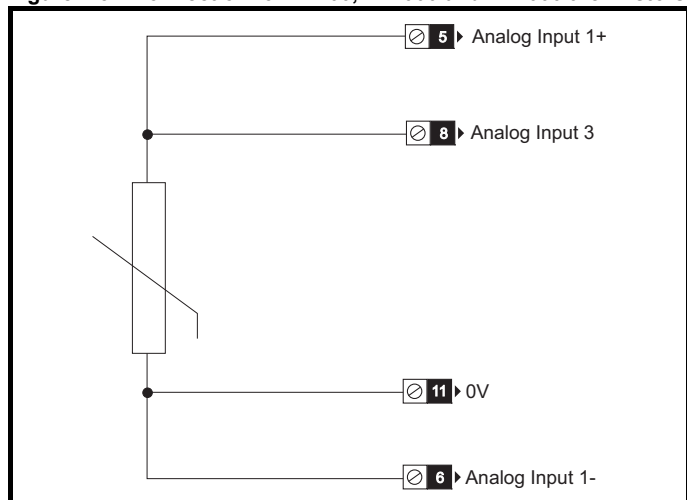 5 Analog Input 1+
8 Analog Input 3
11 0V
6 Analog Input 1-